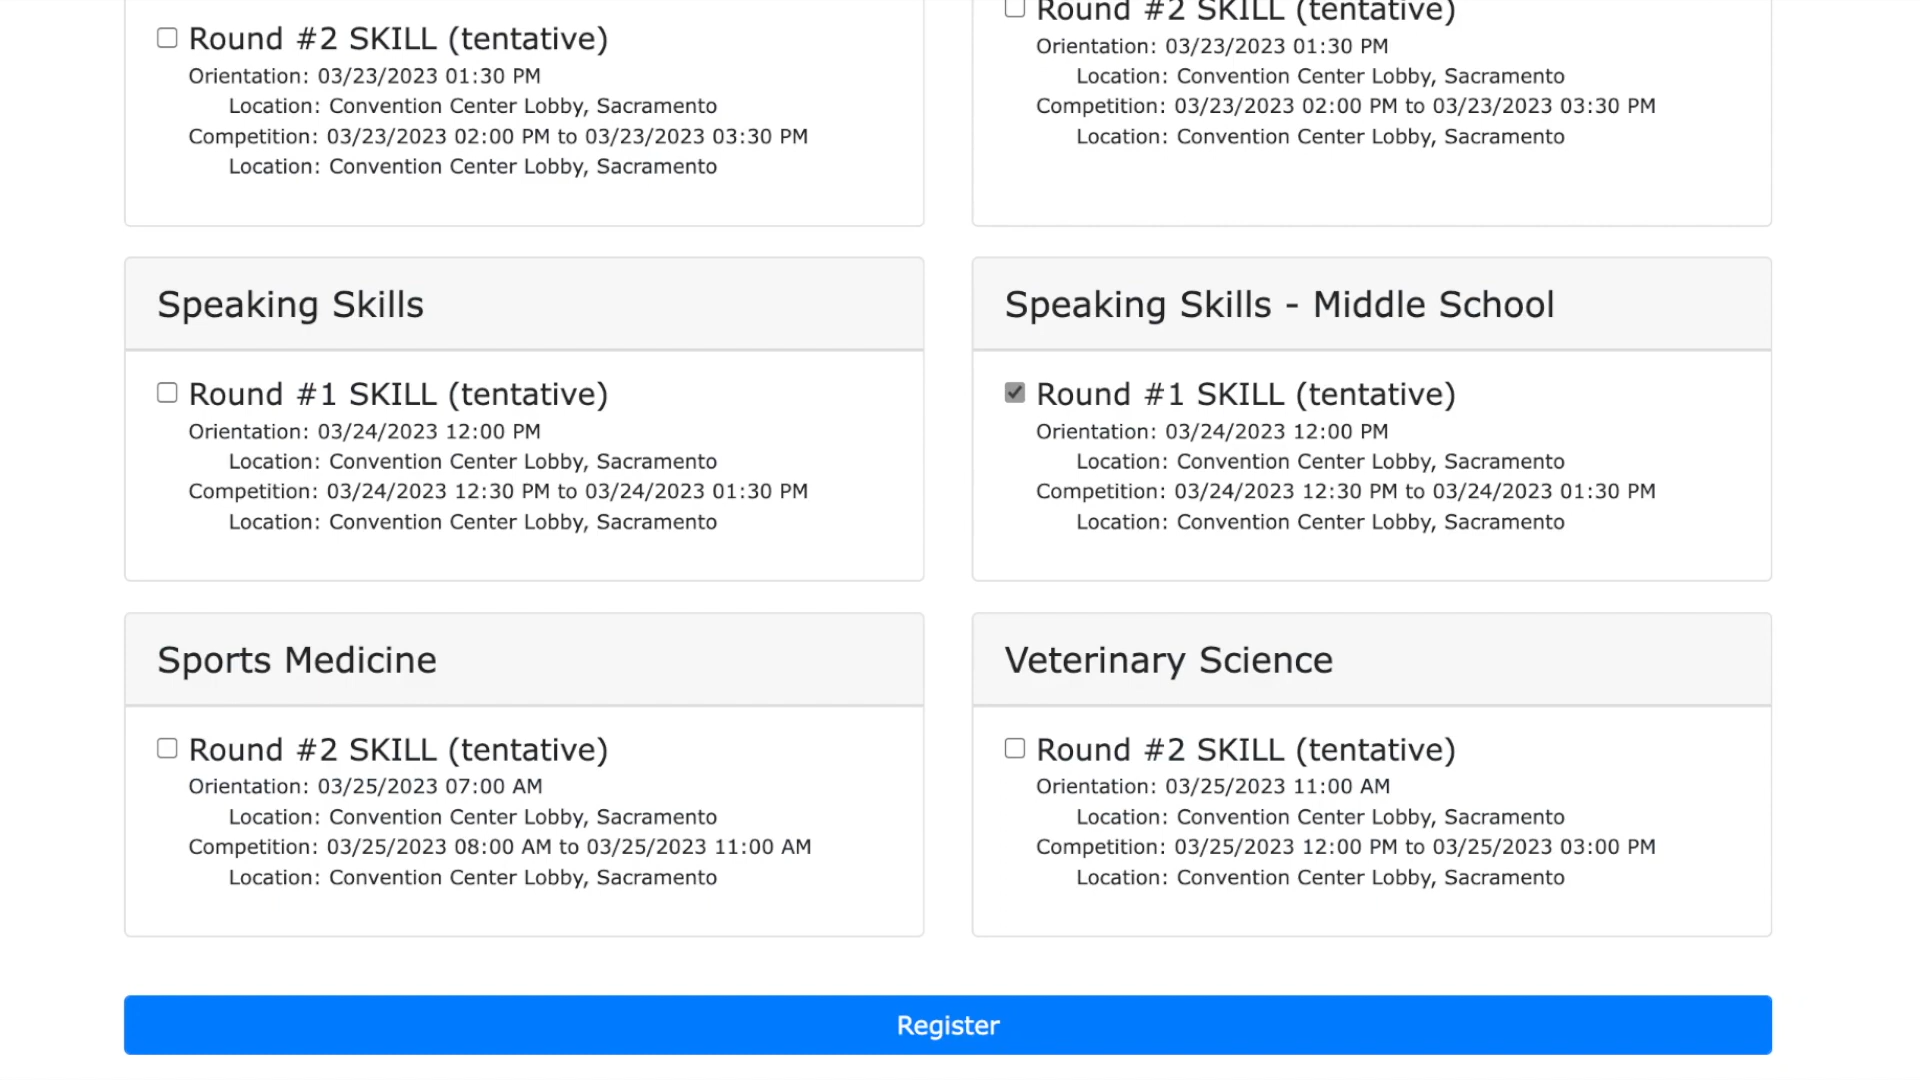 Round #2 SKILL (tentative)
Orientation: 03/23/2023 01:30 PM
Location: Convention Center Lobby, Sacramento
Competition: 03/23/2023 02:00 PM to 03/23/2023 03:30 PM
Location: Convention Center Lobby, Sacramento
Round #2 SKILL (tentative)
Orientation: 03/23/2023 01:30 PM
Location: Convention Center Lobby, Sacramento
Competition: 03/23/2023 02:00 PM to 03/23/2023 03:30 PM
Location: Convention Center Lobby, Sacramento
Speaking Skills
Round #1 SKILL (tentative)
Orientation: 03/24/2023 12:00 PM
Location: Convention Center Lobby, Sacramento
Competition: 03/24/2023 12:30 PM to 03/24/2023 01:30 PM
Location: Convention Center Lobby, Sacramento
Speaking Skills - Middle School
Round #1 SKILL (tentative)
Orientation: 03/24/2023 12:00 PM
Location: Convention Center Lobby, Sacramento
Competition: 03/24/2023 12:30 PM to 03/24/2023 01:30 PM
Location: Convention Center Lobby, Sacramento
Sports Medicine
Round #2 SKILL (tentative)
Orientation: 03/25/2023 07:00 AM
Location: Convention Center Lobby, Sacramento
Competition: 03/25/2023 08:00 AM to 03/25/2023 11:00 AM
Location: Convention Center Lobby, Sacramento
Veterinary Science
Round #2 SKILL (tentative)
Orientation: 03/25/2023 11:00 AM
Location: Convention Center Lobby, Sacramento
Competition: 03/25/2023 12:00 PM to 03/25/2023 03:00 PM
Location: Convention Center Lobby, Sacramento
Register